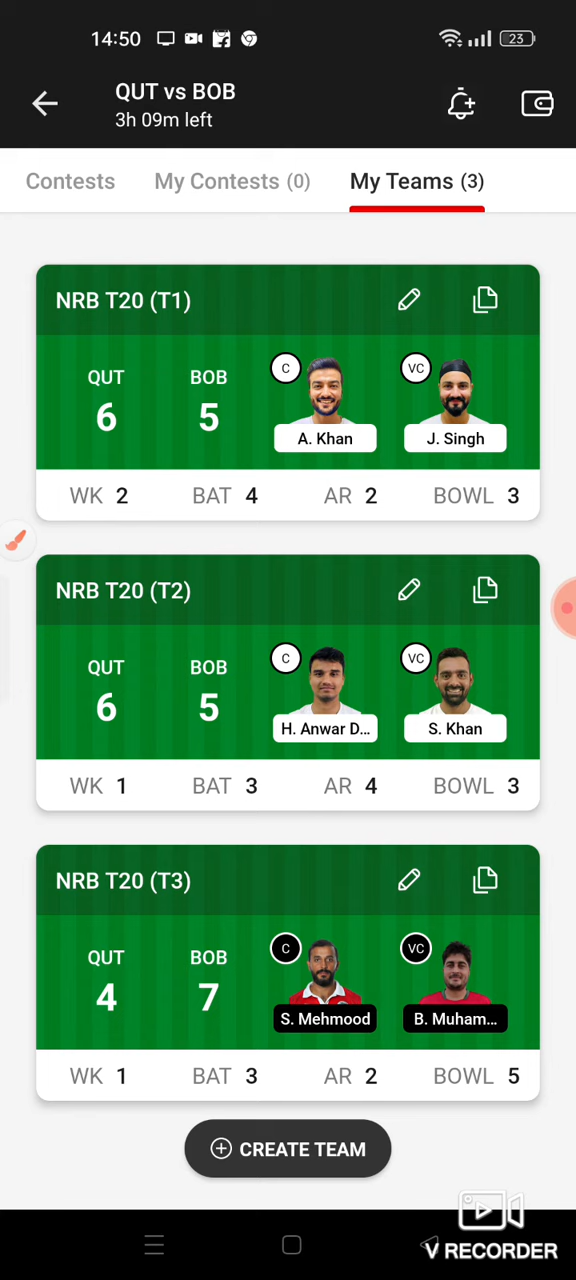 14:50
23
QUT vs BOB
3h 09m left
Contests My Contests (0) My Teams (3)
NRB T20 (T1)
QUT BOB C VC
6 5
A. Khan J. Singh
WK 2 BAT 4 AR 2 BOWL 3
NRB T20 (T2)
QUT BOB C VC
6 5
H. Anwar D... S. Khan
WK 1 BAT 3 AR 4 BOWL 3
NRB T20 (T3)
QUT BOB C VC
4 7
S. Mehmood B. Muham...
WK 1 BAT 3 AR 2 BOWL 5
CREATE TEAM
V RECORDER